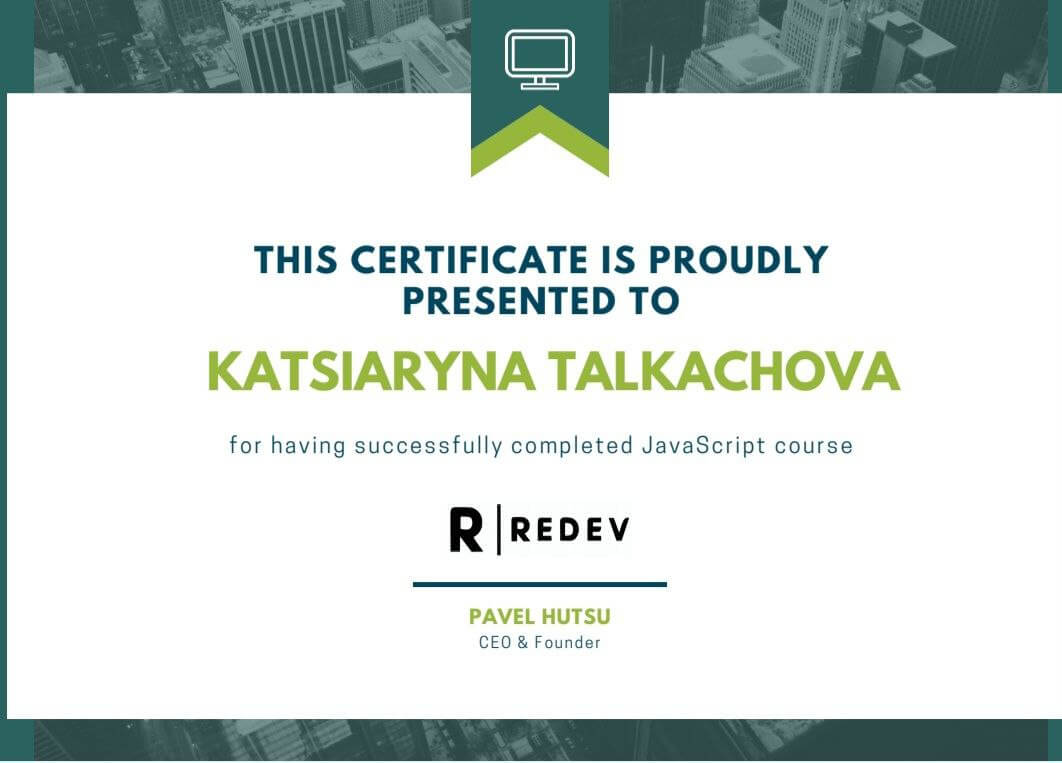 THIS CERTIFICATE IS PROUDLY
PRESENTED TO
KATSIARYNA TALKACHOVA
for having successfully completed JavaScript course
R | REDEV
PAVEL HUTSU
CEO & Founder